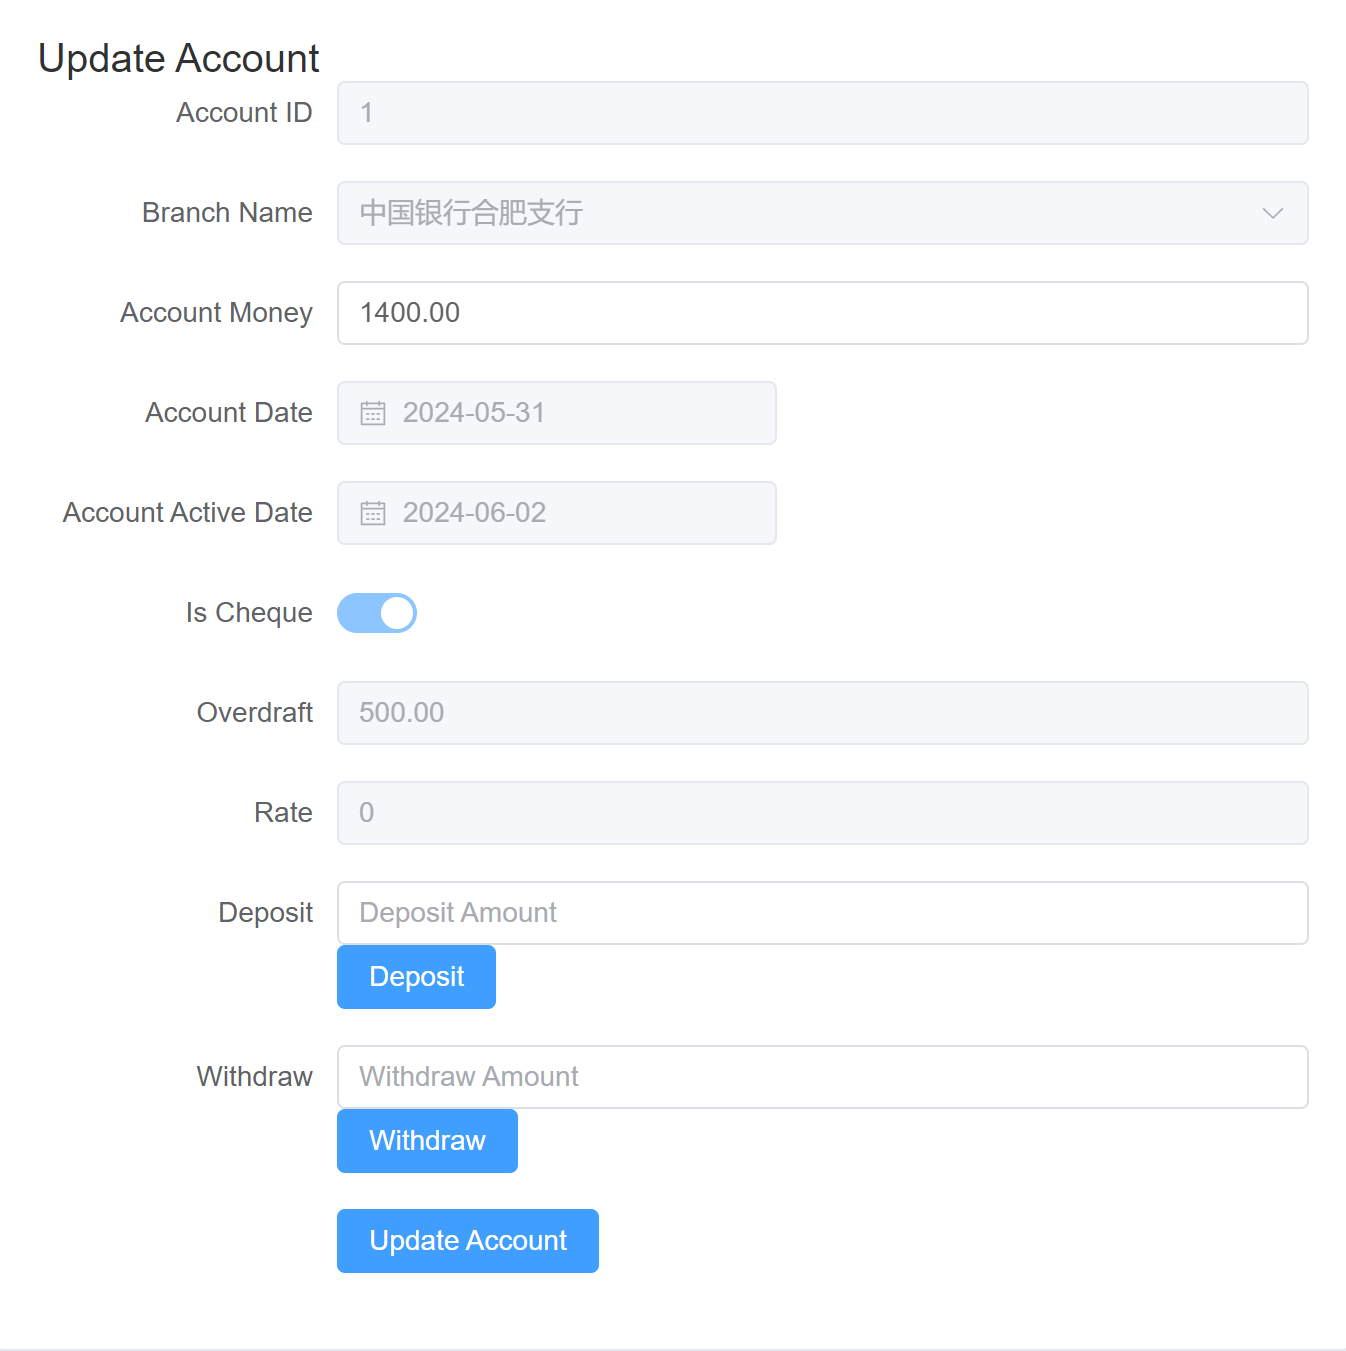 Update Account
Account ID 1
Branch Name 中国银行合肥支行
Account Money 1400.00
Account Date 2024-05-31
Account Active Date 2024-06-02
Is Cheque
Overdraft 500.00
Rate 0
Deposit Deposit Amount
Deposit
Withdraw Withdraw Amount
Withdraw
Update Account